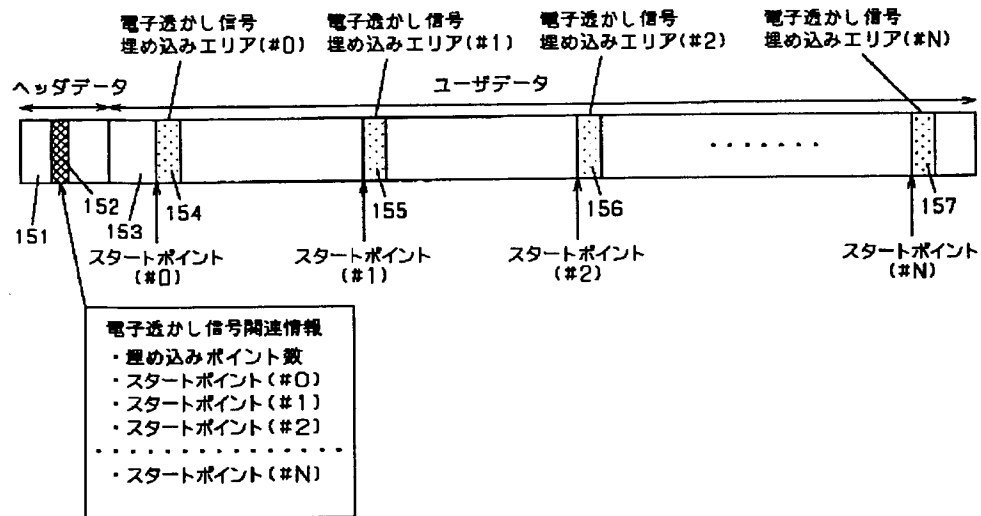 電子透かし信号
埋め込みエリア(#0)
電子透かし信号
埋め込みエリア(#1)
電子透かし信号
埋め込みエリア(#2)
電子透かし信号
埋め込みエリア(#N)
ヘッダデータ
ユーザデータ
・・・・・・・
151
152
153
154
155
156
157
スタートポイント
(#0)
スタートポイント
(#1)
スタートポイント
(#2)
スタートポイント
(#N)
電子透かし信号関連情報
・埋め込みポイント数
・スタートポイント(#0)
・スタートポイント(#1)
・スタートポイント(#2)
・スタートポイント(#N)